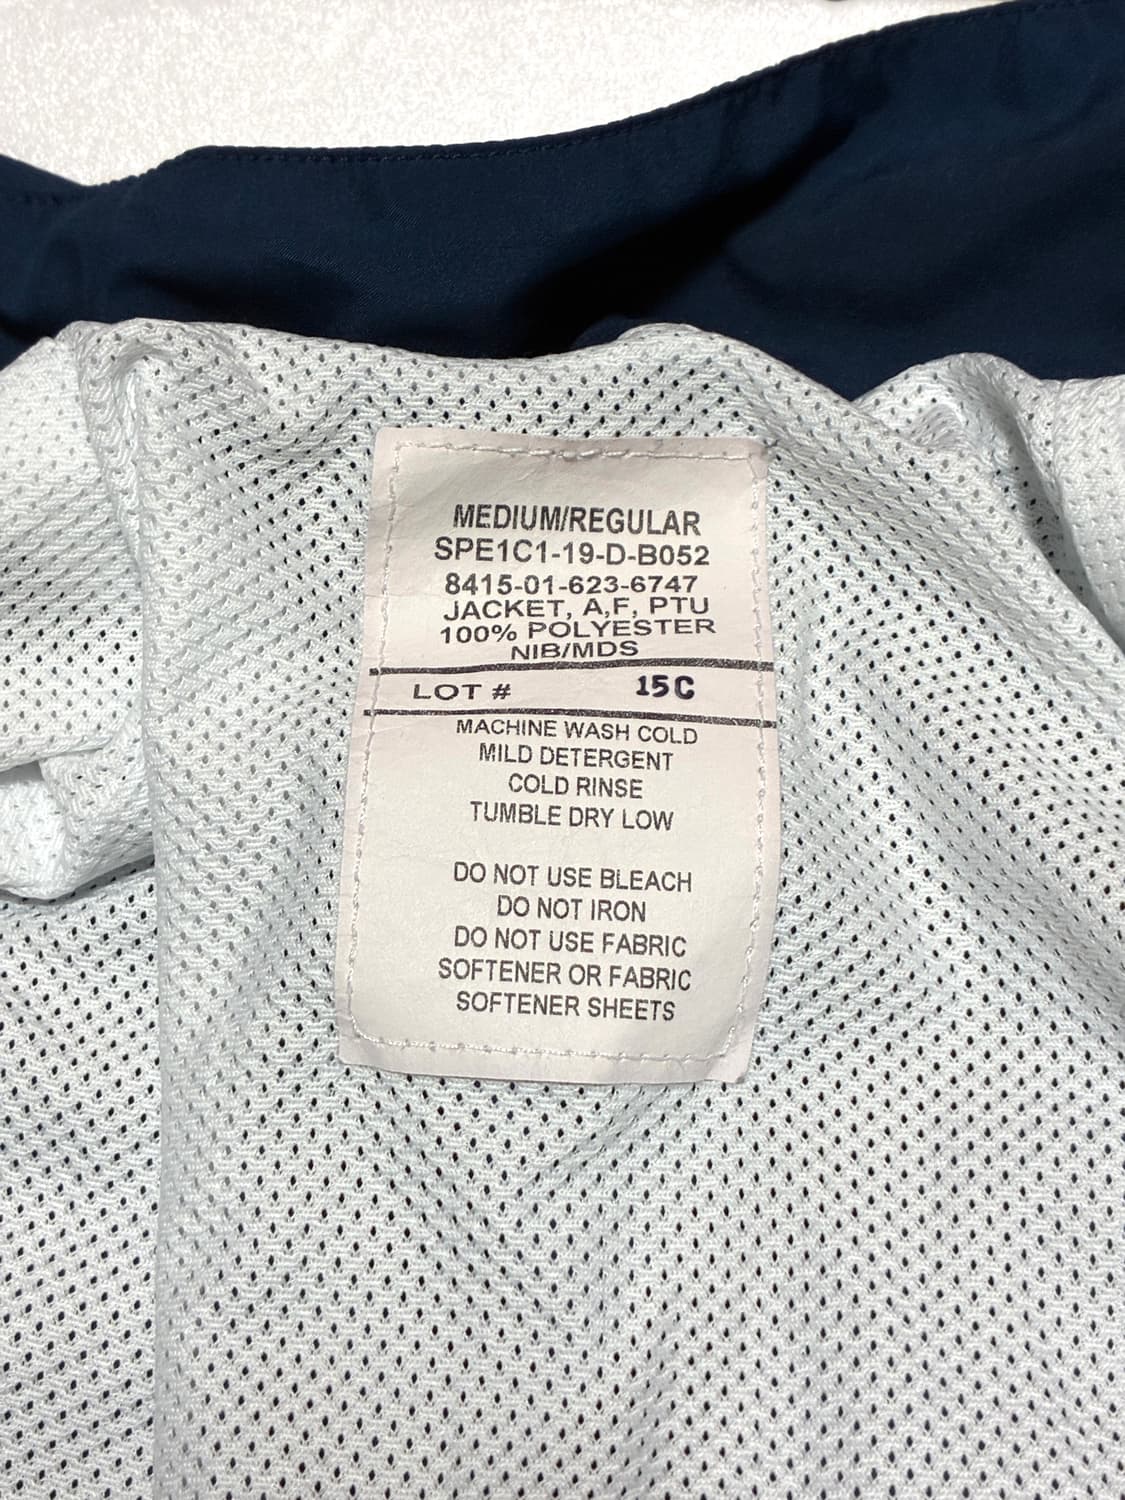 MEDIUM/REGULAR
SPE1C1-19-D-B052
8415-01-623-6747
JACKET, A,F, PTU
100% POLYESTER
NIB/MDS
LOT # 15C
MACHINE WASH COLD
MILD DETERGENT
COLD RINSE
TUMBLE DRY LOW
DO NOT USE BLEACH
DO NOT IRON
DO NOT USE FABRIC
SOFTENER OR FABRIC
SOFTENER SHEETS